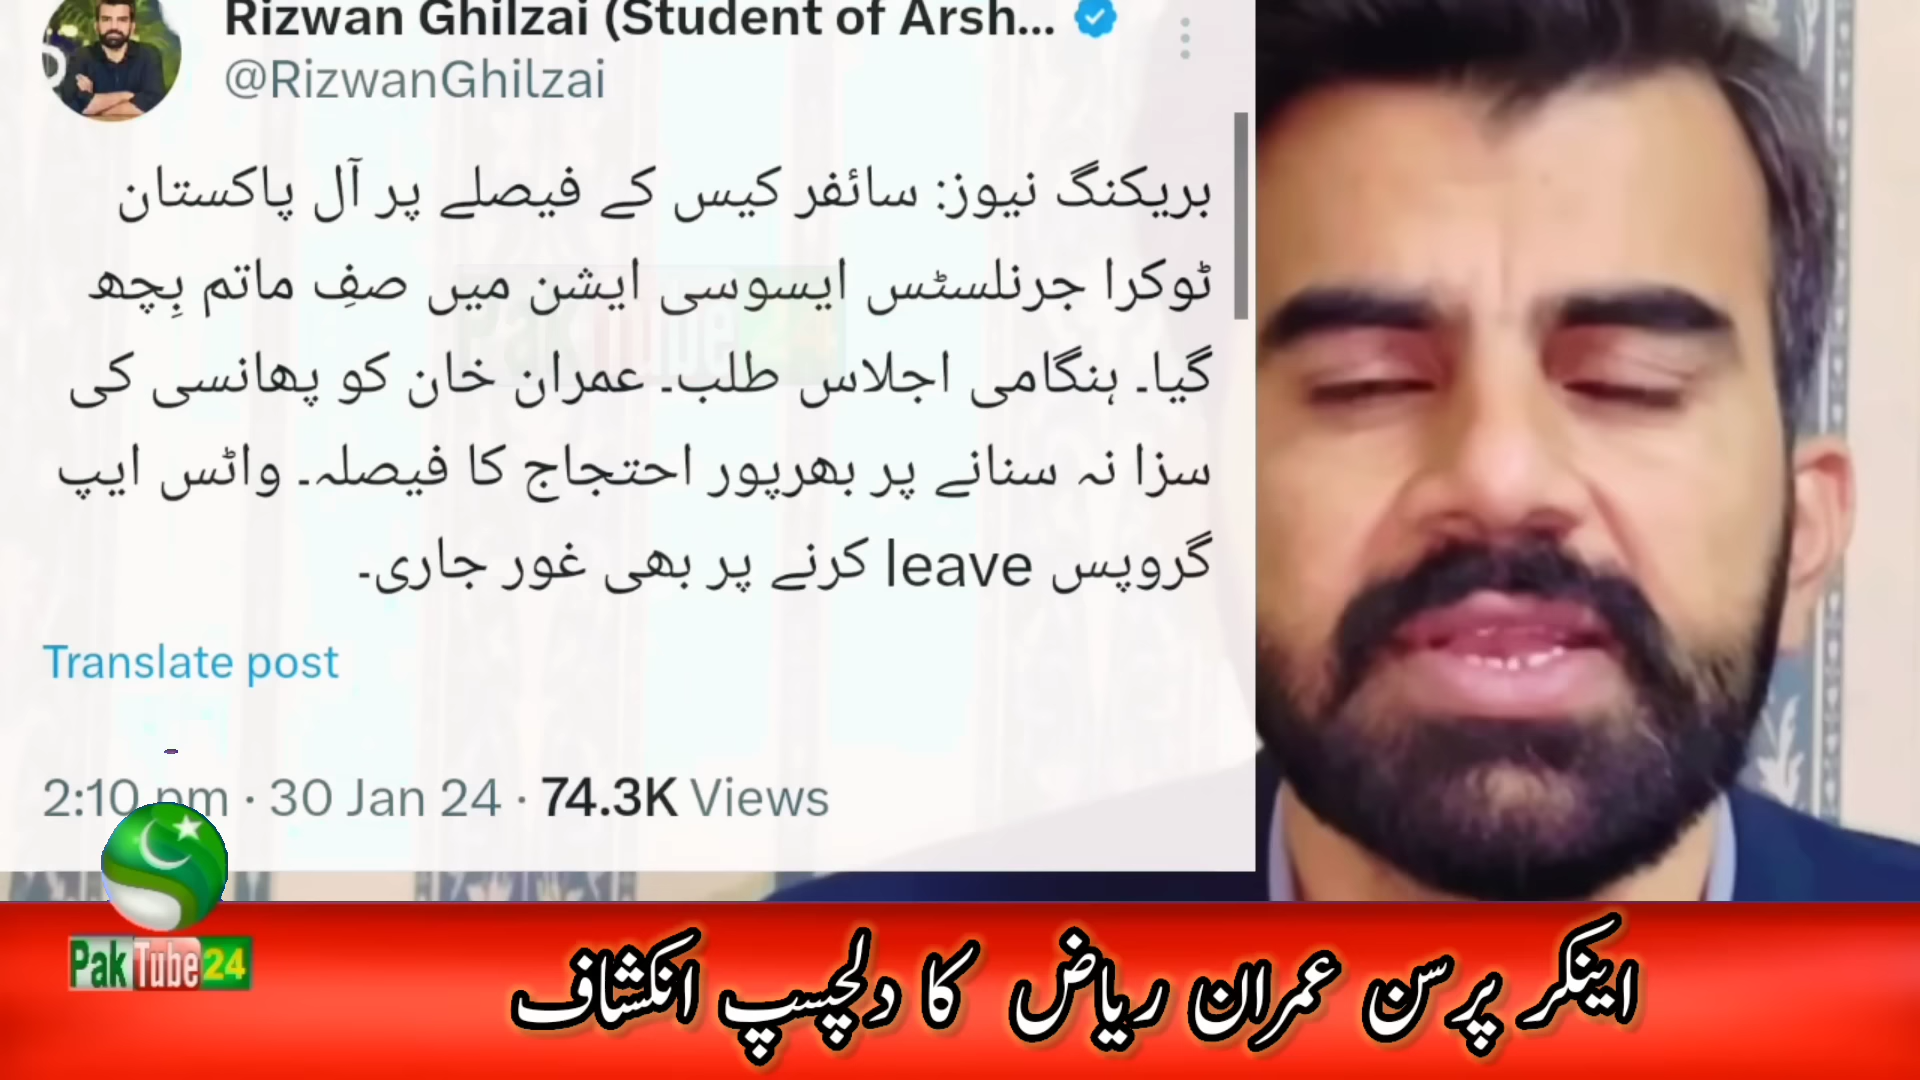 Rizwan Ghilzai (Student of Arsh...
@RizwanGhilzai
بریکنگ نیوز: سائفر کیس کے فیصلے پر آل پاکستان
ٹوکرا جرنلسٹس ایسوسی ایشن میں صفِ ماتم بِچھ
گیا۔ ہنگامی اجلاس طلب۔ عمران خان کو پھانسی کی
سزا نہ سنانے پر بھرپور احتجاج کا فیصلہ۔ واٹس ایپ
گروپس leave کرنے پر بھی غور جاری۔
Translate post
2:10 pm · 30 Jan 24 · 74.3K Views
PakTube24
اینکر پرسن عمران ریاض کا دلچسپ انکشاف